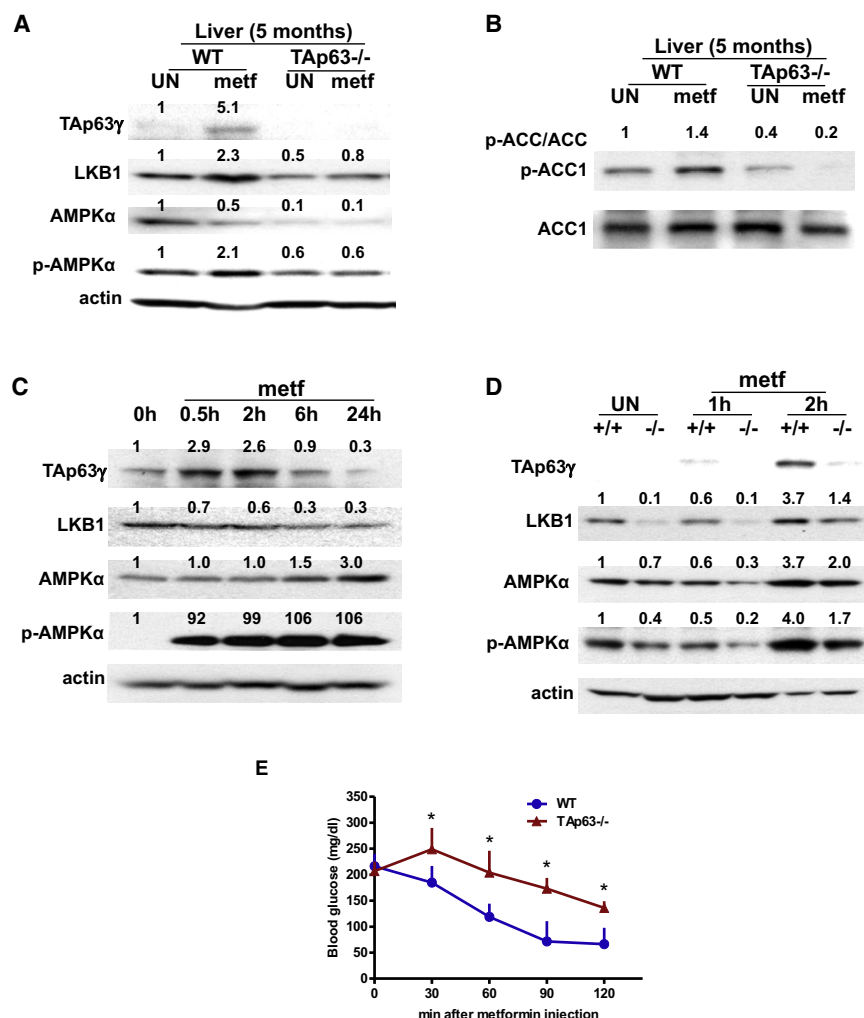 A
Liver (5 months)
WT TAp63-/-
UN metf UN metf
1 5.1
TAp63γ
1 2.3 0.5 0.8
LKB1
1 0.5 0.1 0.1
AMPKα
1 2.1 0.6 0.6
p-AMPKα
actin
B
Liver (5 months)
WT TAp63-/-
UN metf UN metf
p-ACC/ACC 1 1.4 0.4 0.2
p-ACC1
ACC1
C
metf
0h 0.5h 2h 6h 24h
1 2.9 2.6 0.9 0.3
TAp63γ
1 0.7 0.6 0.3 0.3
LKB1
1 1.0 1.0 1.5 3.0
AMPKα
1 92 99 106 106
p-AMPKα
actin
D
metf
UN 1h 2h
+/+ -/- +/+ -/- +/+ -/-
TAp63γ
1 0.1 0.6 0.1 3.7 1.4
LKB1
1 0.7 0.6 0.3 3.7 2.0
AMPKα
1 0.4 0.5 0.2 4.0 1.7
p-AMPKα
actin
E
Blood glucose (mg/dl)
350
300
250
200
150
100
50
0
WT
TAp63-/-
* * * *
0 30 60 90 120
min after metformin injection